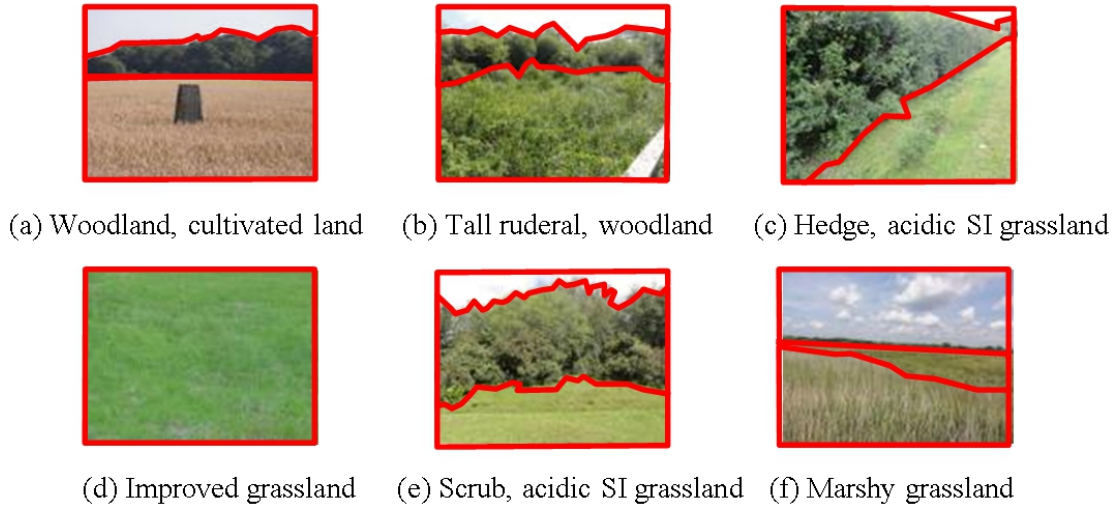 (a) Woodland, cultivated land
(b) Tall ruderal, woodland
(c) Hedge, acidic SI grassland
(d) Improved grassland
(e) Scrub, acidic SI grassland
(f) Marshy grassland